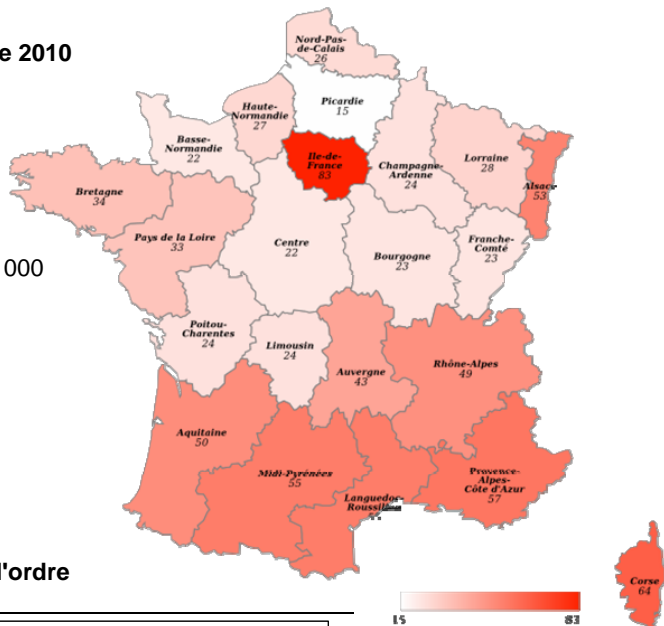 e 2010
Nord-Pas-
de-Calais
26
Picardie
15
Haute-
Normandie
27
Basse-
Normandie
22
Ile-de-
France
83
Champagne-
Ardenne
24
Lorraine
28
Alsace
53
Bretagne
34
Pays de la Loire
33
Centre
22
Bourgogne
23
Franche-
Comté
23
000
Poitou-
Charentes
24
Limousin
24
Auvergne
43
Rhône-Alpes
49
Aquitaine
50
Midi-Pyrénées
55
Languedoc-
Provence-
Alpes-
Côte d'Azur
57
l'ordre
Corse
64
15 83